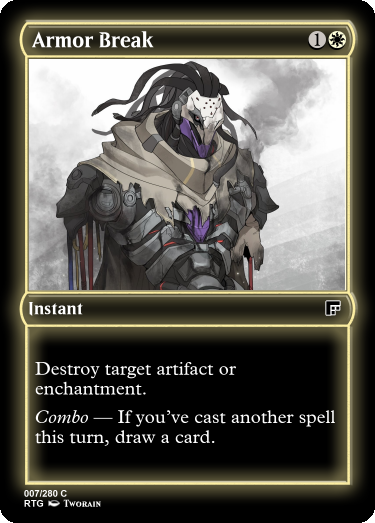 Armor Break 1
Instant
Destroy target artifact or
enchantment.
Combo — If you've cast another spell
this turn, draw a card.
007/280 C
RTG Tworain